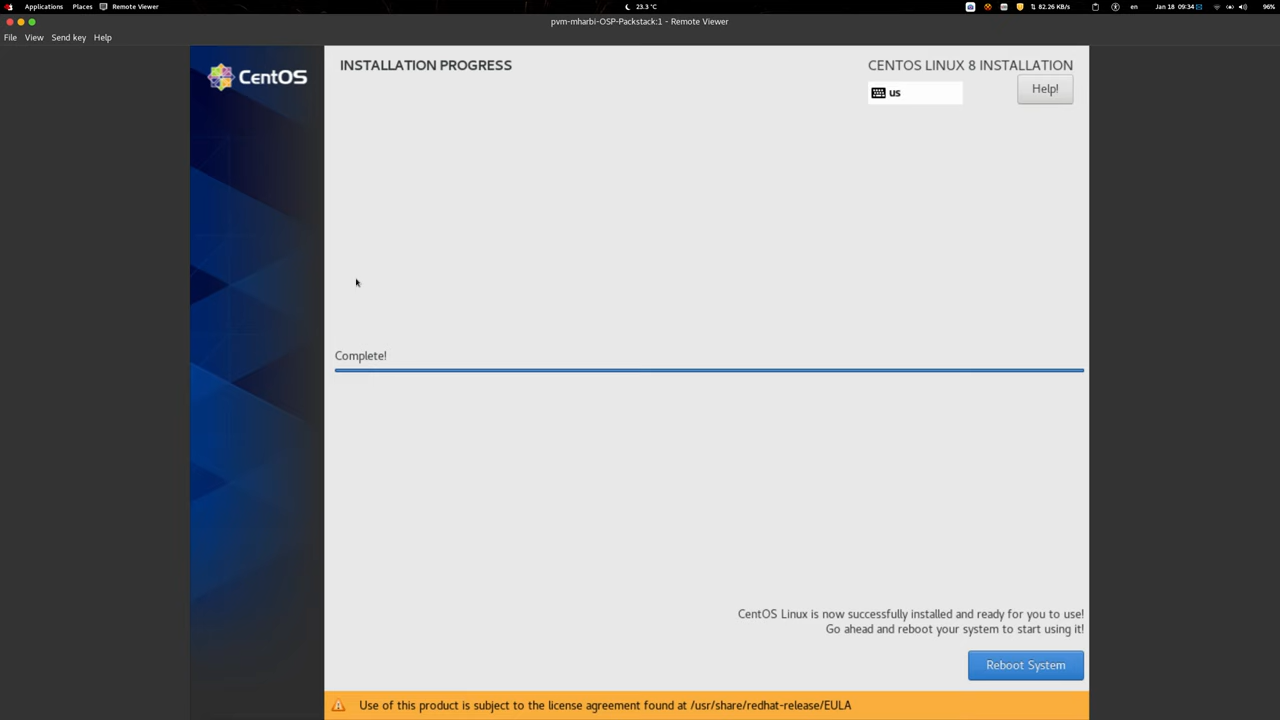 Applications Places Remote Viewer 23.3 °C 82.26 KB/s en Jan 18 09:34 96%
pvm-mharbi-OSP-Packstack:1 - Remote Viewer
File View Send key Help
CentOS
INSTALLATION PROGRESS
CENTOS LINUX 8 INSTALLATION
us
Help!
Complete!
CentOS Linux is now successfully installed and ready for you to use!
Go ahead and reboot your system to start using it!
Reboot System
Use of this product is subject to the license agreement found at /usr/share/redhat-release/EULA